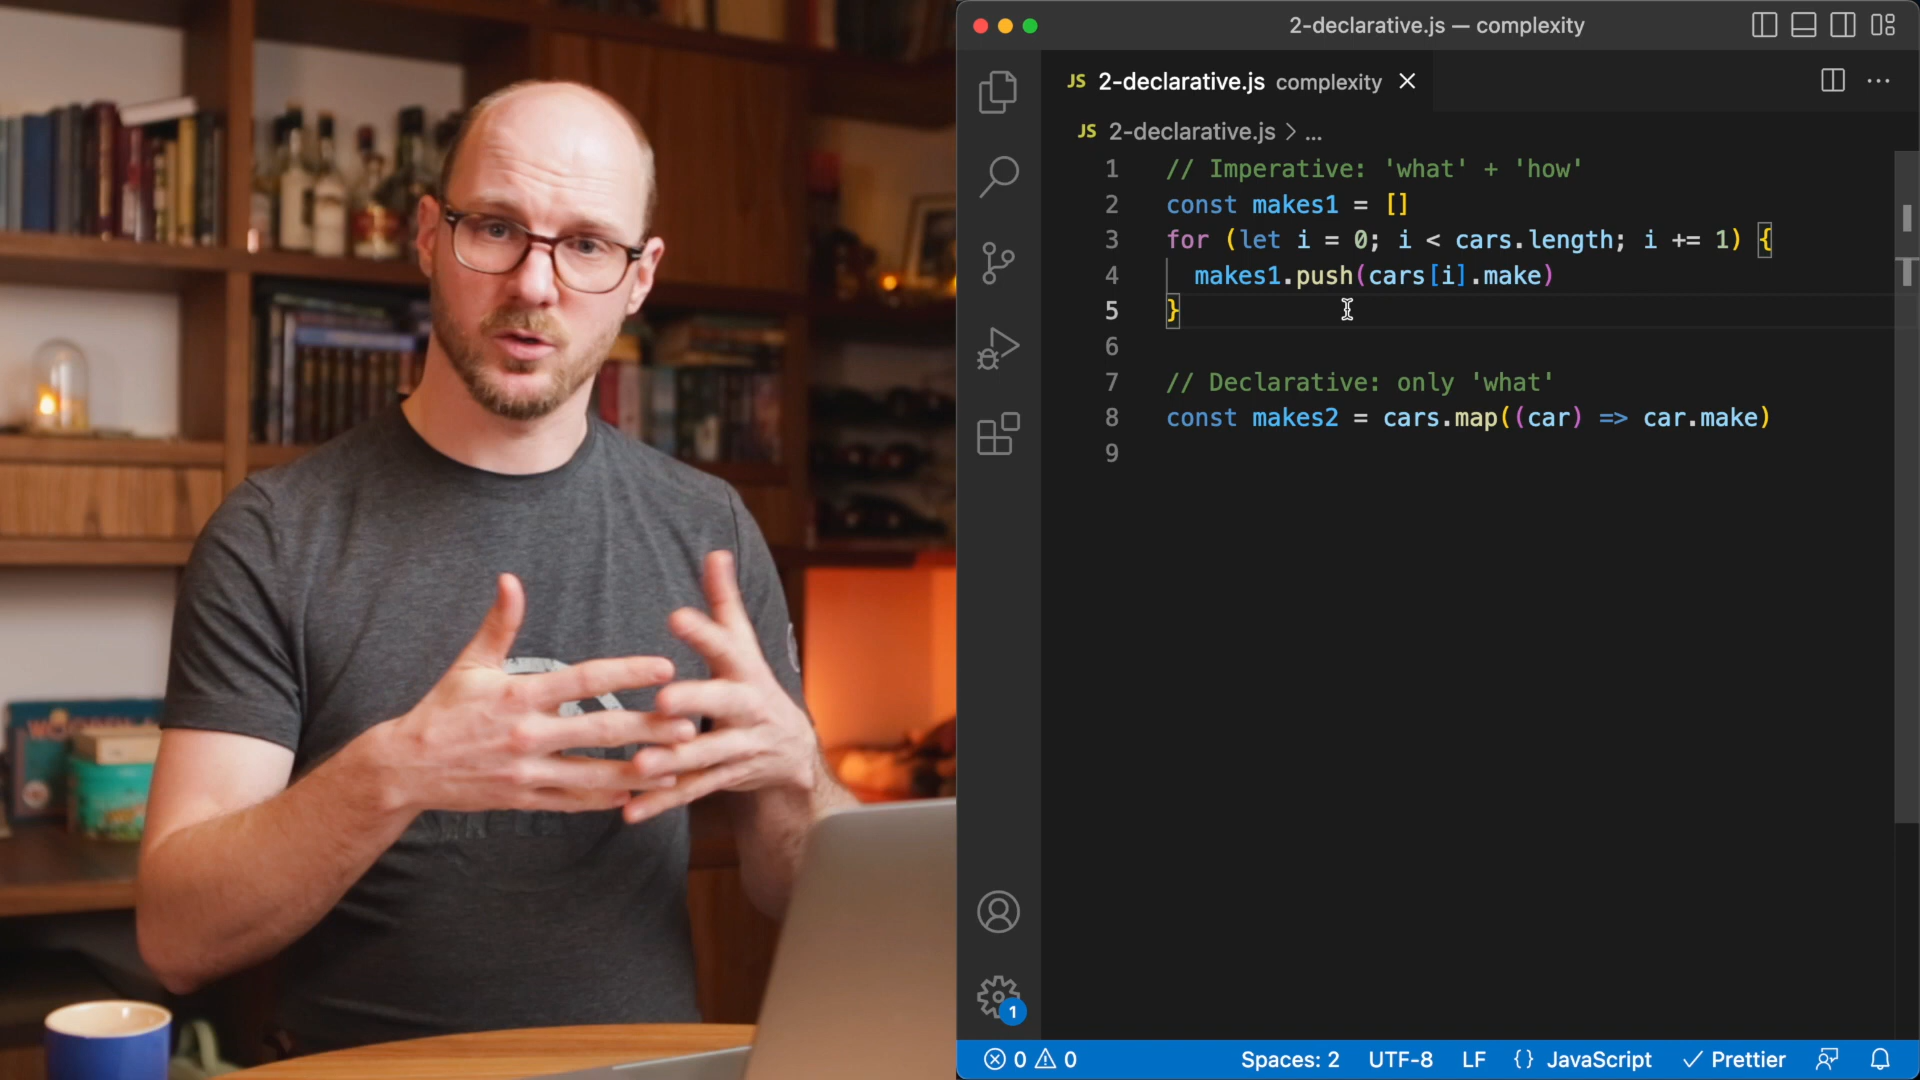 2-declarative.js — complexity
JS 2-declarative.js complexity
JS 2-declarative.js > ...
1 // Imperative: 'what' + 'how'
2 const makes1 = []
3 for (let i = 0; i < cars.length; i += 1) {
4 makes1.push(cars[i].make)
5 }
6
7 // Declarative: only 'what'
8 const makes2 = cars.map((car) => car.make)
9
1
0 0 Spaces: 2 UTF-8 LF {} JavaScript Prettier